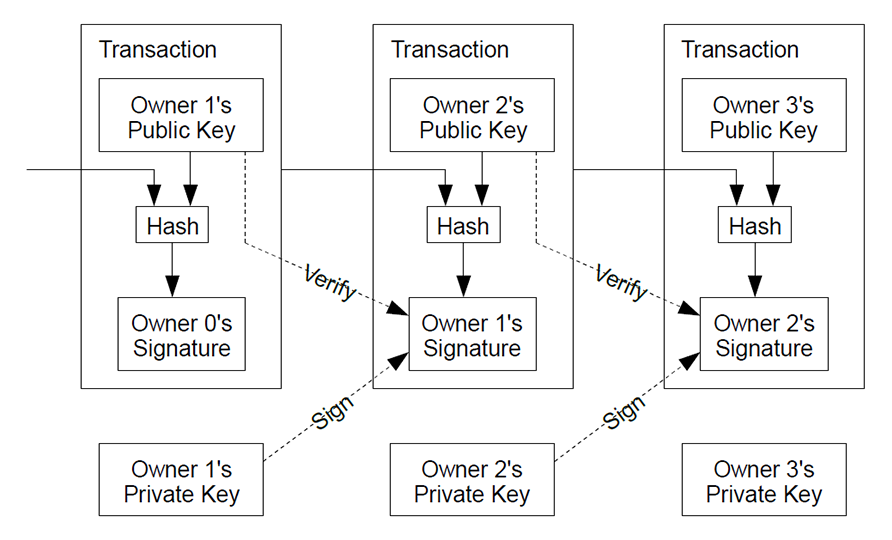 Transaction
Owner 1's
Public Key
Hash
Owner 0's
Signature
Transaction
Owner 2's
Public Key
Hash
Verify
Owner 1's
Signature
Sign
Transaction
Owner 3's
Public Key
Hash
Verify
Owner 2's
Signature
Sign
Owner 1's
Private Key
Owner 2's
Private Key
Owner 3's
Private Key